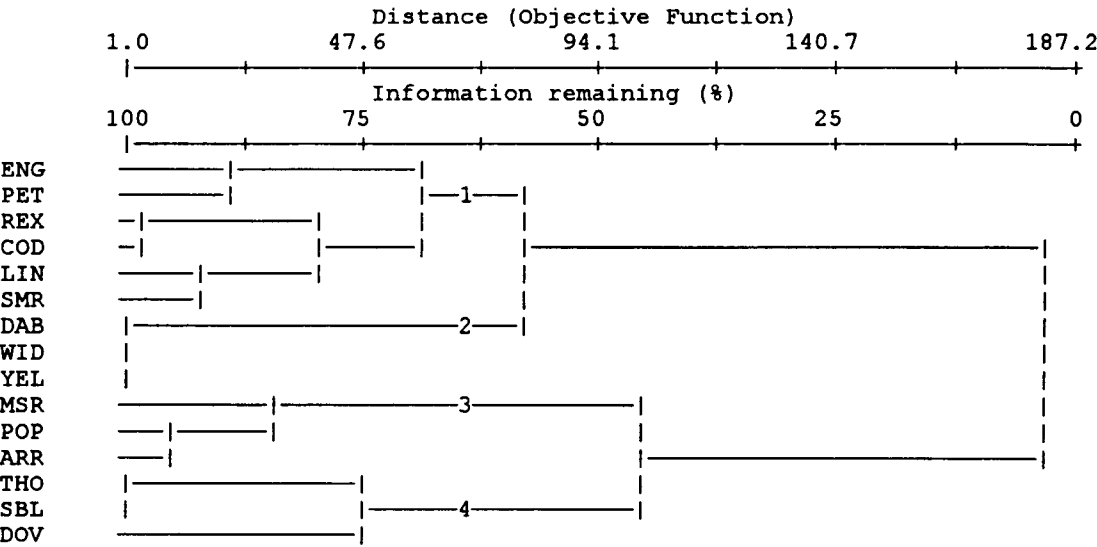 Distance (Objective Function)
1.0 47.6 94.1 140.7 187.2
Information remaining (%)
100 75 50 25 0
ENG
PET 1
REX
COD
LIN
SMR
DAB 2
WID
YEL
MSR 3
POP
ARR
THO
SBL 4
DOV